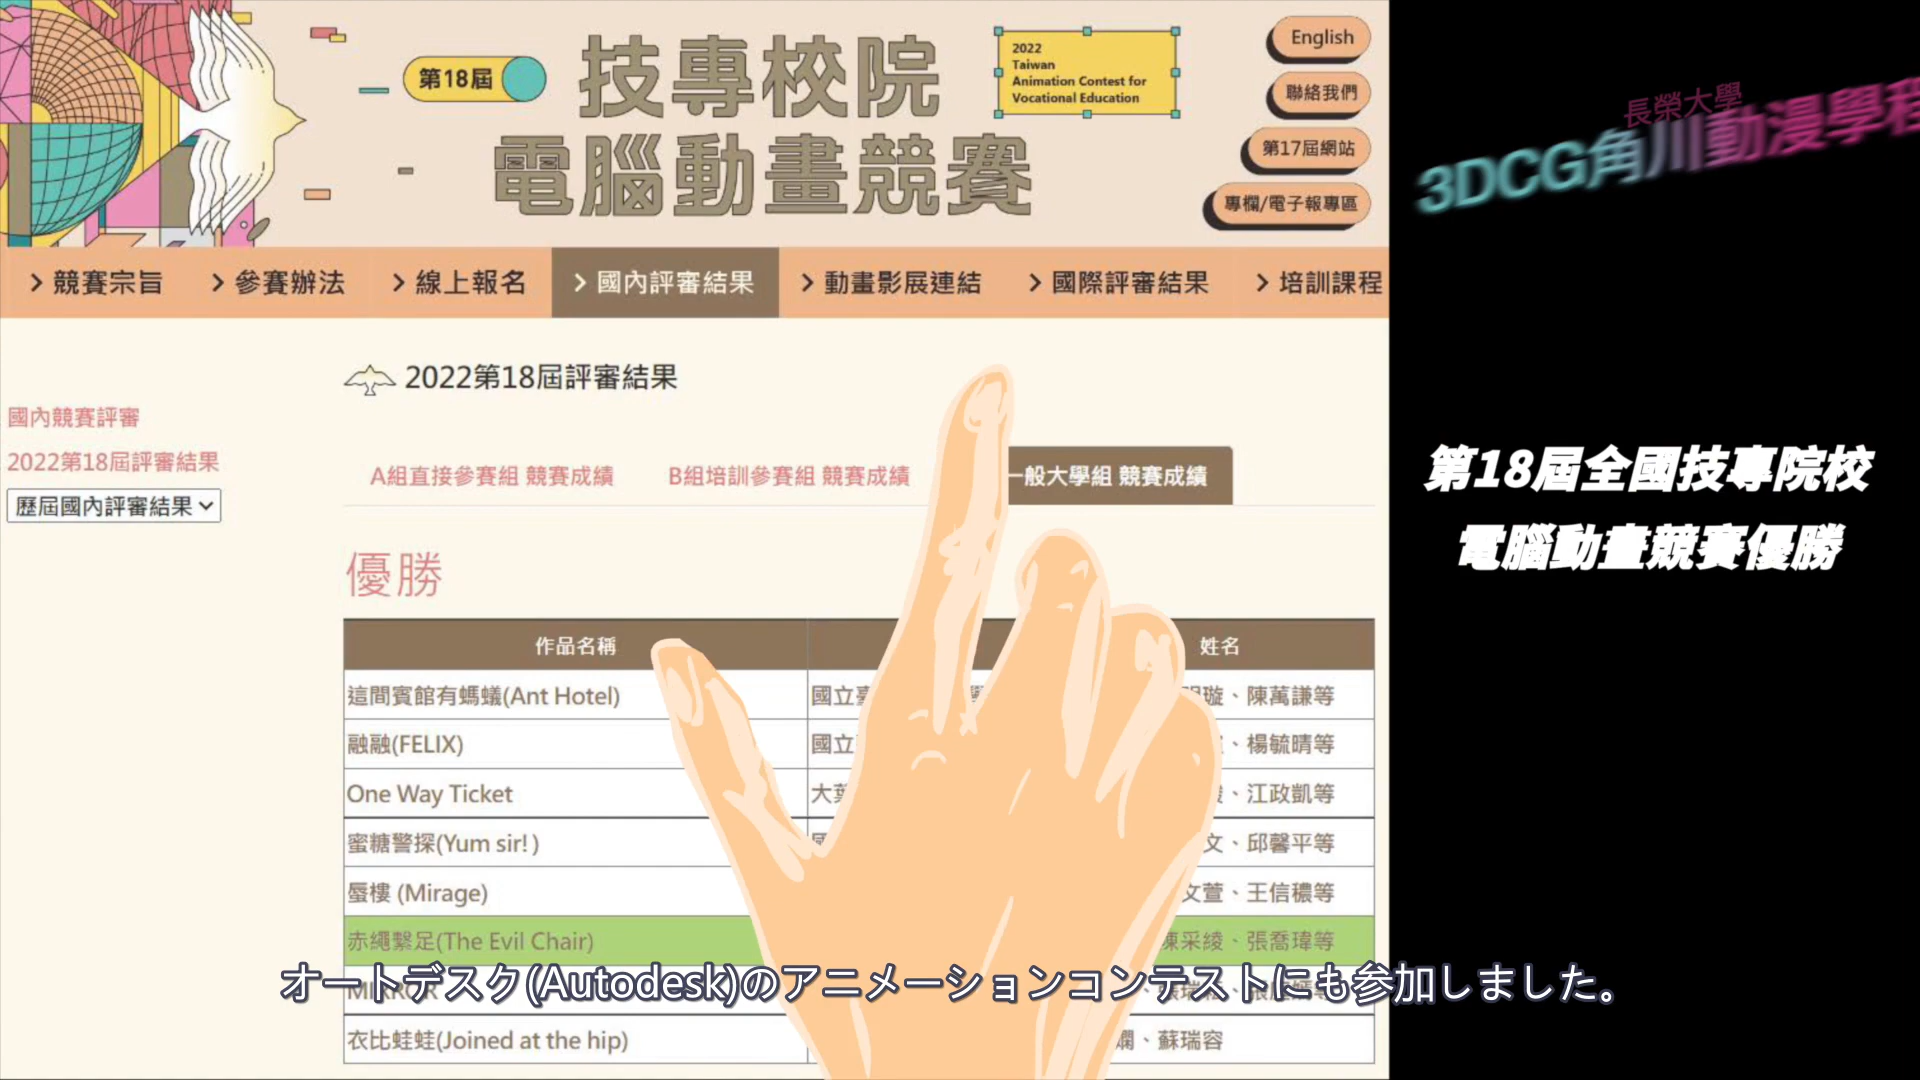 第18屆
技專校院
電腦動畫競賽
2022
Taiwan
Animation Contest for
Vocational Education
English
聯絡我們
第17屆網站
專欄/電子報專區
長榮大學
3DCG角川動漫學程
競賽宗旨
參賽辦法
線上報名
國內評審結果
動畫影展連結
國際評審結果
培訓課程
2022第18屆評審結果
國內競賽評審
2022第18屆評審結果
歷屆國內評審結果
A組直接參賽組 競賽成績
B組培訓參賽組 競賽成績
一般大學組 競賽成績
第18屆全國技專院校
電腦動畫競賽優勝
優勝
作品名稱
姓名
這間賓館有螞蟻(Ant Hotel)
國立
璇、陳萬謙等
融融(FELIX)
國立
、楊毓晴等
One Way Ticket
大葉
、江政凱等
蜜糖警探(Yum sir!)
文、邱馨平等
蜃樓 (Mirage)
文萱、王信穠等
赤繩繫足(The Evil Chair)
陳采綾、張喬瑋等
MIRROR
オートデスク(Autodesk)のアニメーションコンテストにも参加しました。
衣比蛙蛙(Joined at the hip)
、蘇瑞容